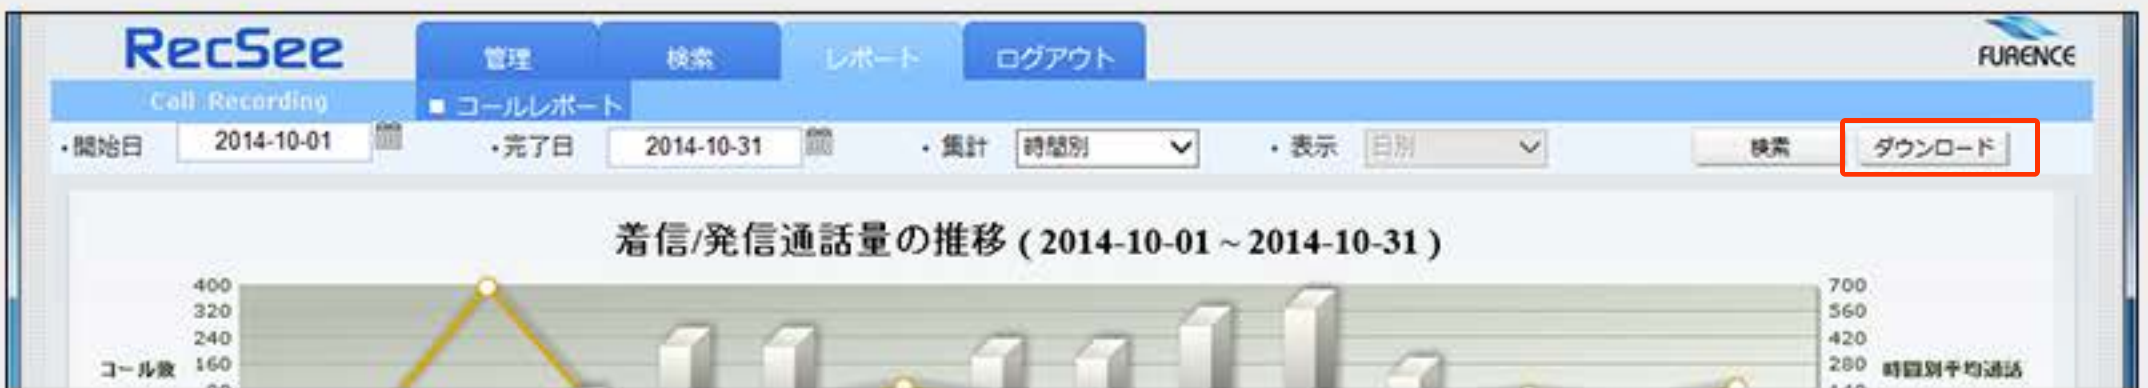 RecSee 管理 検索 レポート ログアウト FURENCE
Call Recording ■ コールレポート
・開始日 2014-10-01 ・完了日 2014-10-31 ・集計 時間別 ・表示 日別 検索 ダウンロード
着信/発信通話量の推移 ( 2014-10-01 ~ 2014-10-31 )
400 700
320 560
240 420
コール数 160 280 時間別平均通話